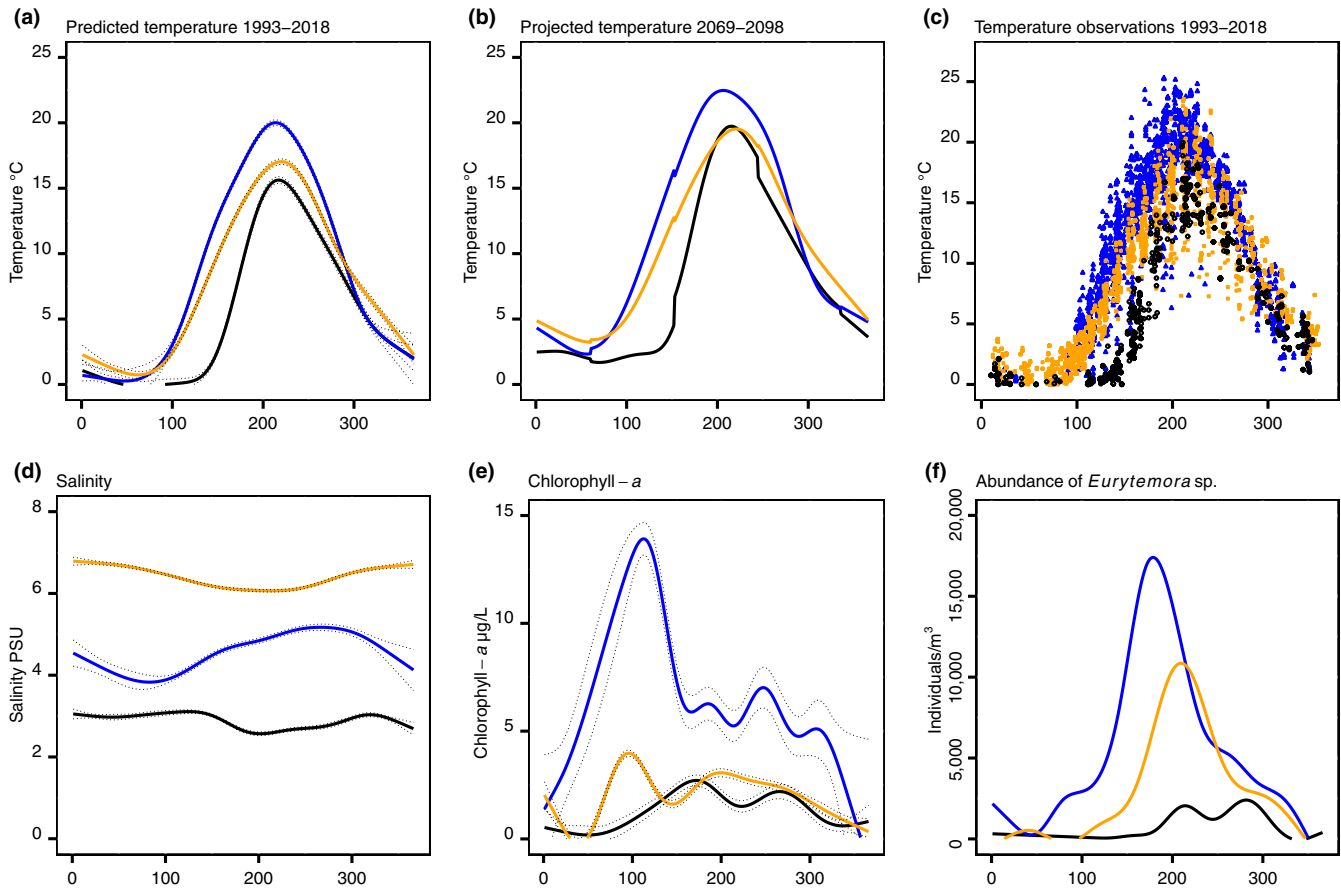 (a)
Predicted temperature 1993–2018
25
20
15
10
5
0
Temperature °C
0 100 200 300
(b)
Projected temperature 2069–2098
25
20
15
10
5
0
Temperature °C
0 100 200 300
(c)
Temperature observations 1993–2018
25
20
15
10
5
0
Temperature °C
0 100 200 300
(d)
Salinity
8
6
4
2
0
Salinity PSU
0 100 200 300
(e)
Chlorophyll – a
15
10
5
0
Chlorophyll – a µg/L
0 100 200 300
(f)
Abundance of Eurytemora sp.
20,000
15,000
10,000
5,000
0
Individuals/m³
0 100 200 300